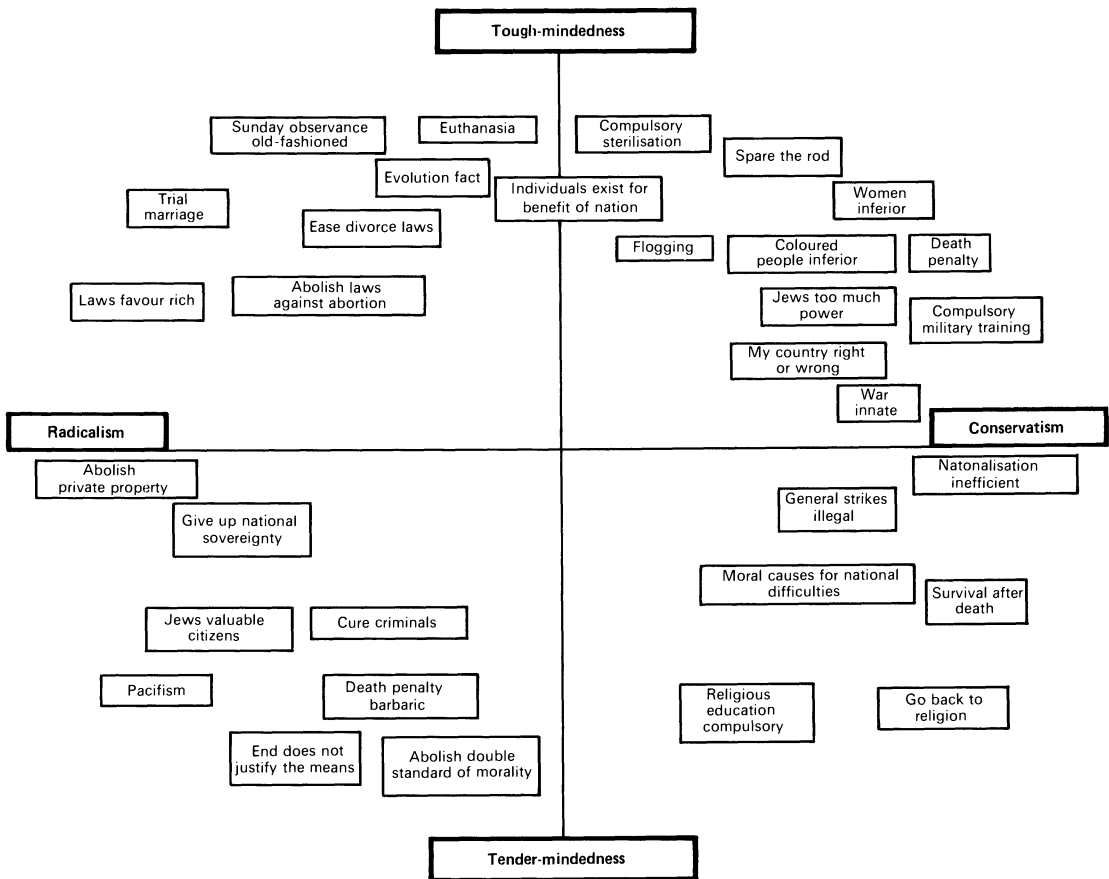 Tough-mindedness
Sunday observance
old-fashioned
Euthanasia
Compulsory
sterilisation
Spare the rod
Evolution fact
Individuals exist for
benefit of nation
Women
inferior
Trial
marriage
Ease divorce laws
Flogging
Coloured
people inferior
Death
penalty
Laws favour rich
Abolish laws
against abortion
Jews too much
power
Compulsory
military training
My country right
or wrong
War
innate
Radicalism
Conservatism
Abolish
private property
Natonalisation
inefficient
General strikes
illegal
Give up national
sovereignty
Moral causes for national
difficulties
Survival after
death
Jews valuable
citizens
Cure criminals
Pacifism
Death penalty
barbaric
Religious
education
compulsory
Go back to
religion
End does not
justify the means
Abolish double
standard of morality
Tender-mindedness